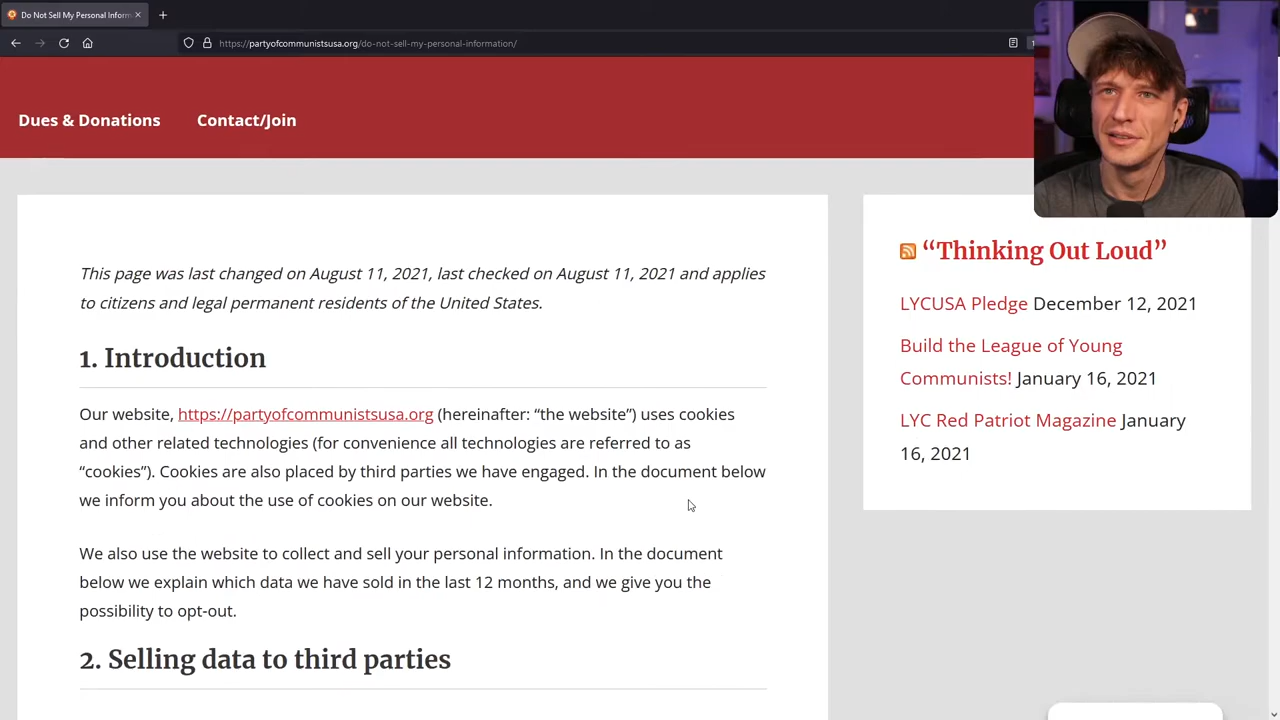 Do Not Sell My Personal Inform
https://partyofcommunistsusa.org/do-not-sell-my-personal-information/
Dues & Donations
Contact/Join
This page was last changed on August 11, 2021, last checked on August 11, 2021 and applies
to citizens and legal permanent residents of the United States.
1. Introduction
Our website, https://partyofcommunistsusa.org (hereinafter: “the website”) uses cookies
and other related technologies (for convenience all technologies are referred to as
“cookies”). Cookies are also placed by third parties we have engaged. In the document below
we inform you about the use of cookies on our website.
We also use the website to collect and sell your personal information. In the document
below we explain which data we have sold in the last 12 months, and we give you the
possibility to opt-out.
2. Selling data to third parties
“Thinking Out Loud”
LYCUSA Pledge December 12, 2021
Build the League of Young
Communists! January 16, 2021
LYC Red Patriot Magazine January
16, 2021